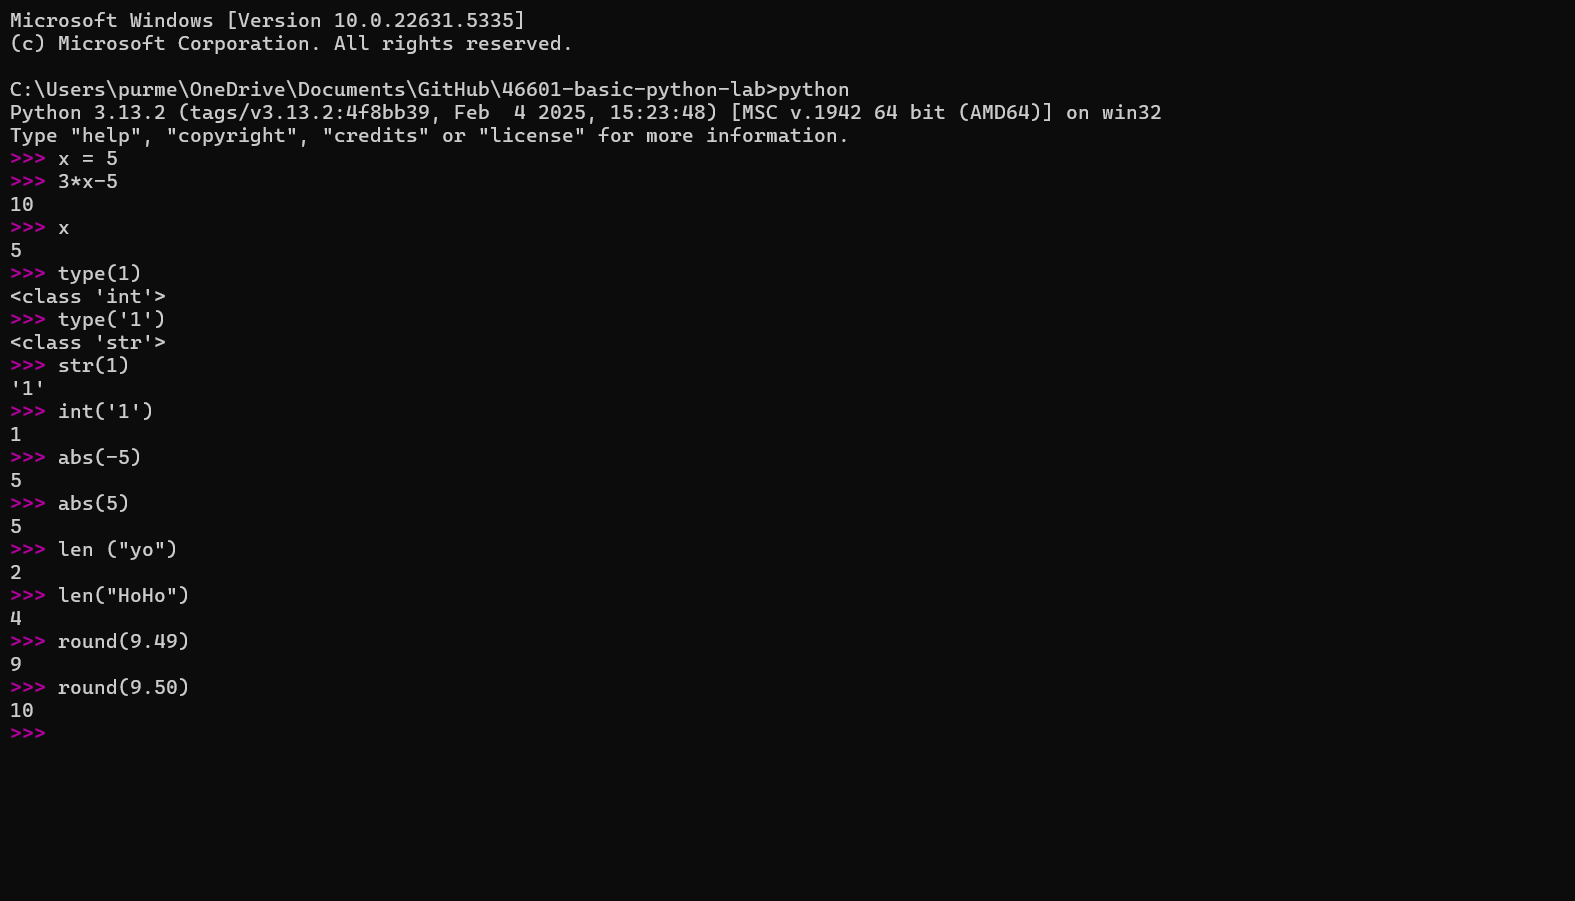 Microsoft Windows [Version 10.0.22631.5335]
(c) Microsoft Corporation. All rights reserved.
C:\Users\purme\OneDrive\Documents\GitHub\46601-basic-python-lab>python
Python 3.13.2 (tags/v3.13.2:4f8bb39, Feb  4 2025, 15:23:48) [MSC v.1942 64 bit (AMD64)] on win32
Type "help", "copyright", "credits" or "license" for more information.
>>> x = 5
>>> 3*x-5
10
>>> x
5
>>> type(1)
<class 'int'>
>>> type('1')
<class 'str'>
>>> str(1)
'1'
>>> int('1')
1
>>> abs(-5)
5
>>> abs(5)
5
>>> len ("yo")
2
>>> len("HoHo")
4
>>> round(9.49)
9
>>> round(9.50)
10
>>>